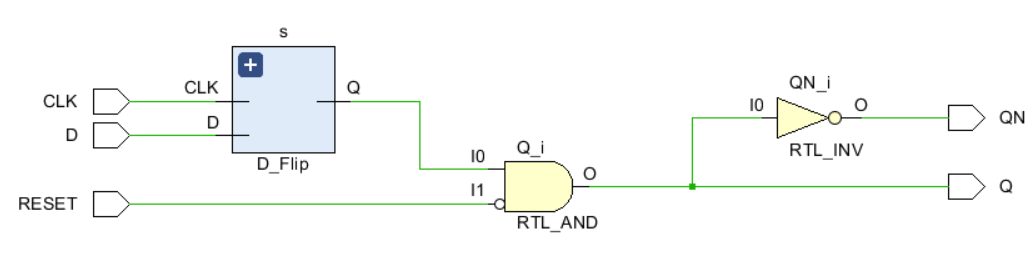 s
CLK
CLK
Q
D
D
D_Flip
RESET
I0
I1
Q_i
O
RTL_AND
QN_i
I0
O
RTL_INV
QN
Q